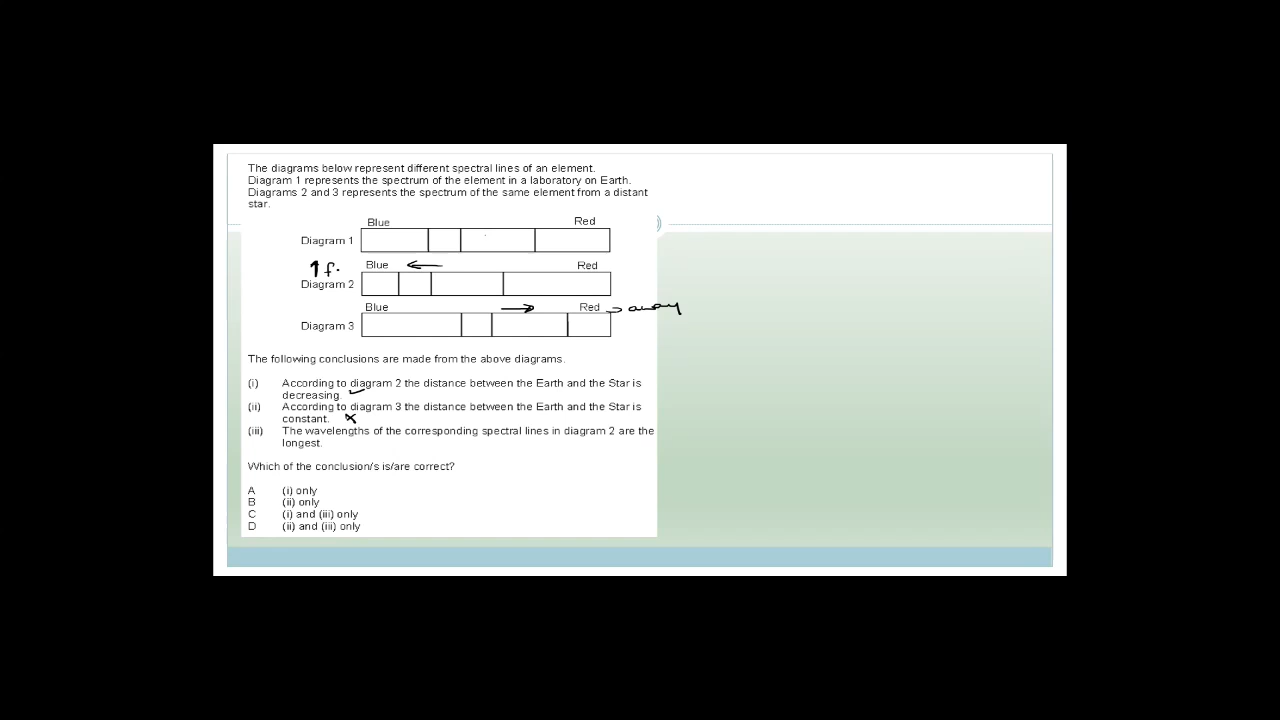 The diagrams below represent different spectral lines of an element.
Diagram 1 represents the spectrum of the element in a laboratory on Earth.
Diagrams 2 and 3 represents the spectrum of the same element from a distant
star.
Blue Red
Diagram 1
↑ f. Blue ← Red
Diagram 2
Blue → Red → away
Diagram 3
The following conclusions are made from the above diagrams.
(i) According to diagram 2 the distance between the Earth and the Star is
decreasing. ✓
(ii) According to diagram 3 the distance between the Earth and the Star is
constant. ✗
(iii) The wavelengths of the corresponding spectral lines in diagram 2 are the
longest.
Which of the conclusion/s is/are correct?
A (i) only
B (ii) only
C (i) and (iii) only
D (ii) and (iii) only